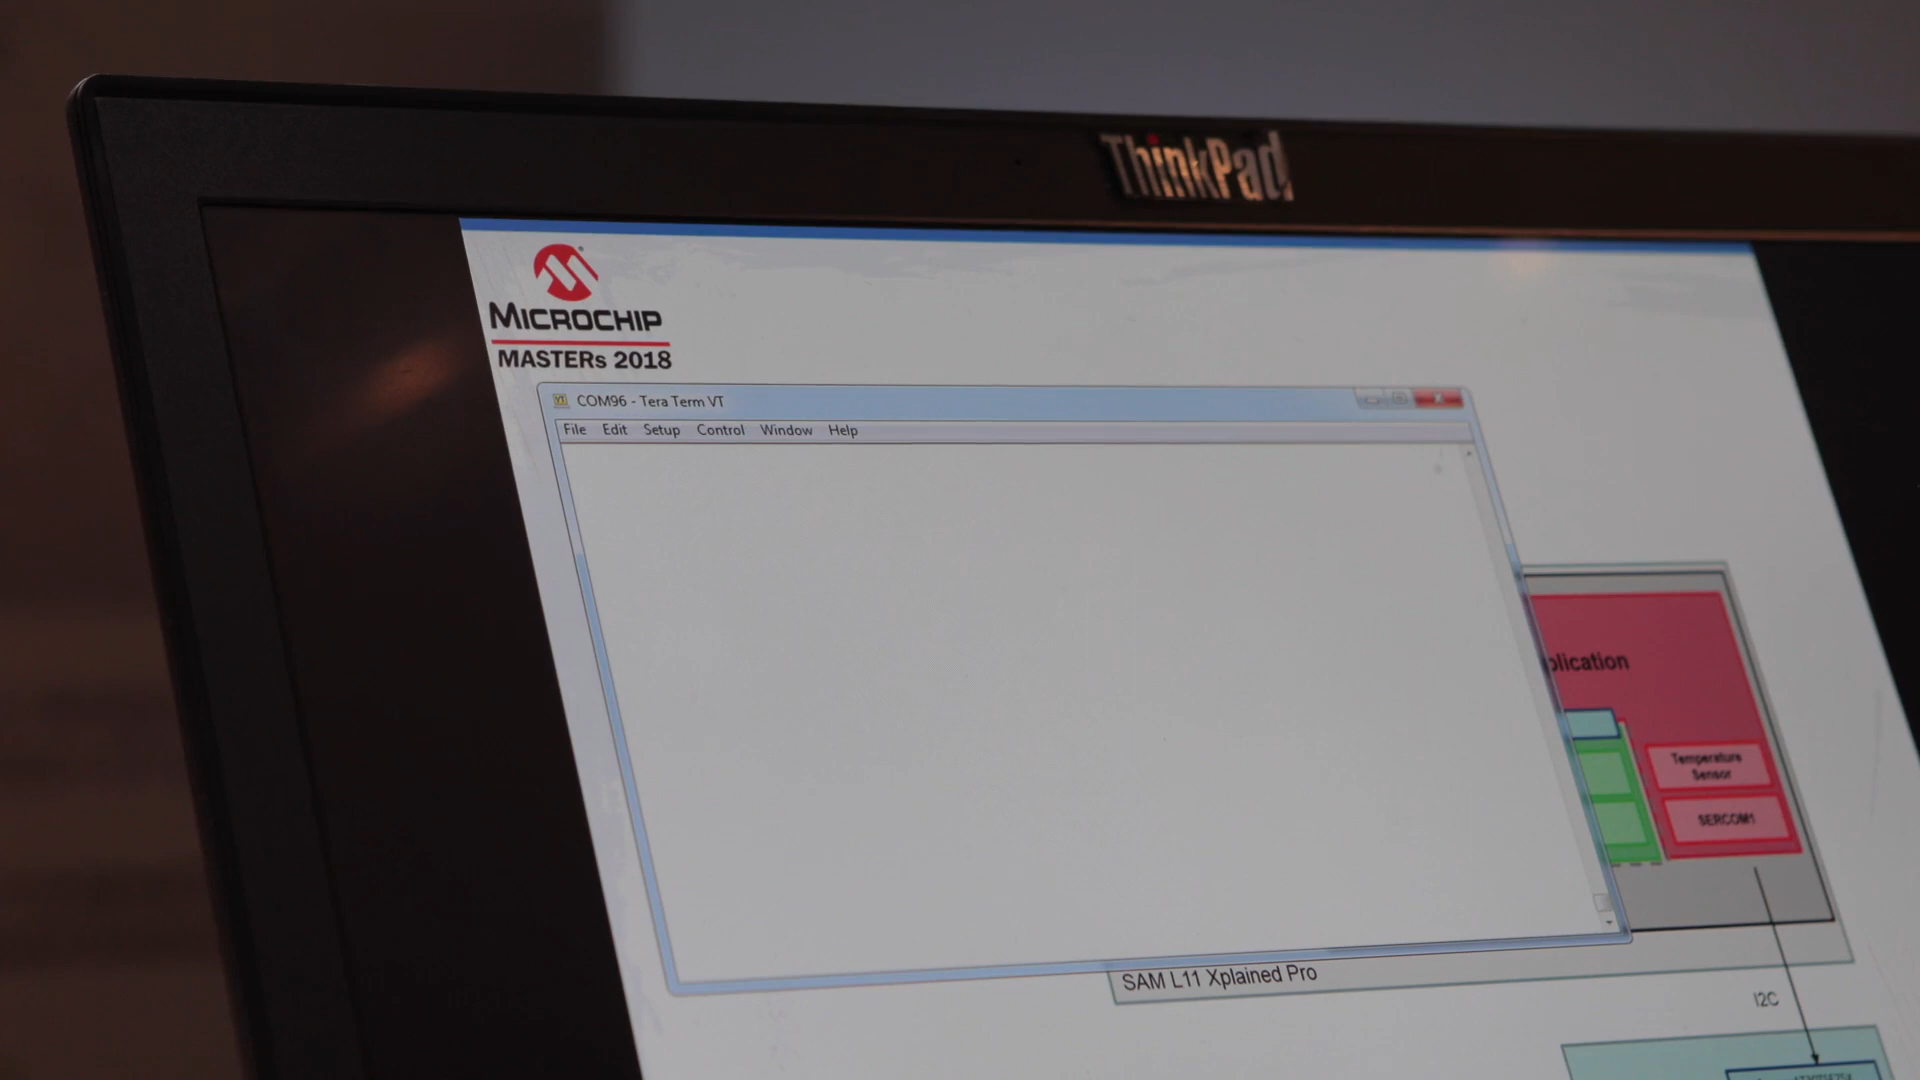 ThinkPad
MICROCHIP
MASTERs 2018
COM96 - Tera Term VT
File Edit Setup Control Window Help
plication
Temperature
Sensor
SERCOM1
SAM L11 Xplained Pro
I2C